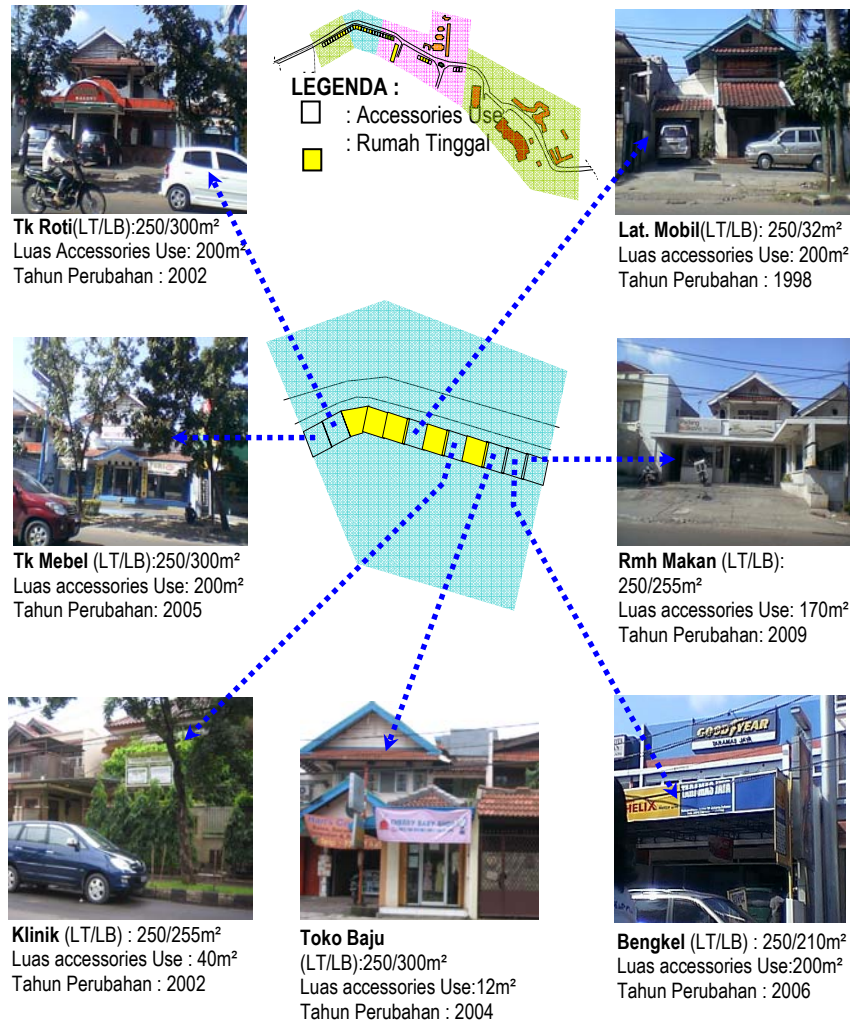 LEGENDA :
: Accessories Use
: Rumah Tinggal
Tk Roti(LT/LB):250/300m²
Luas Accessories Use: 200m²
Tahun Perubahan : 2002
Lat. Mobil(LT/LB): 250/32m²
Luas accessories Use: 200m²
Tahun Perubahan : 1998
Tk Mebel (LT/LB):250/300m²
Luas accessories Use: 200m²
Tahun Perubahan: 2005
Rmh Makan (LT/LB):
250/255m²
Luas accessories Use: 170m²
Tahun Perubahan: 2009
GOODYEAR
TARAMAS JAYA
HELIX
TARAMAS JAYA
Klinik (LT/LB) : 250/255m²
Luas accessories Use : 40m²
Tahun Perubahan : 2002
Toko Baju
(LT/LB):250/300m²
Luas accessories Use:12m²
Tahun Perubahan : 2004
Bengkel (LT/LB) : 250/210m²
Luas accessories Use:200m²
Tahun Perubahan : 2006